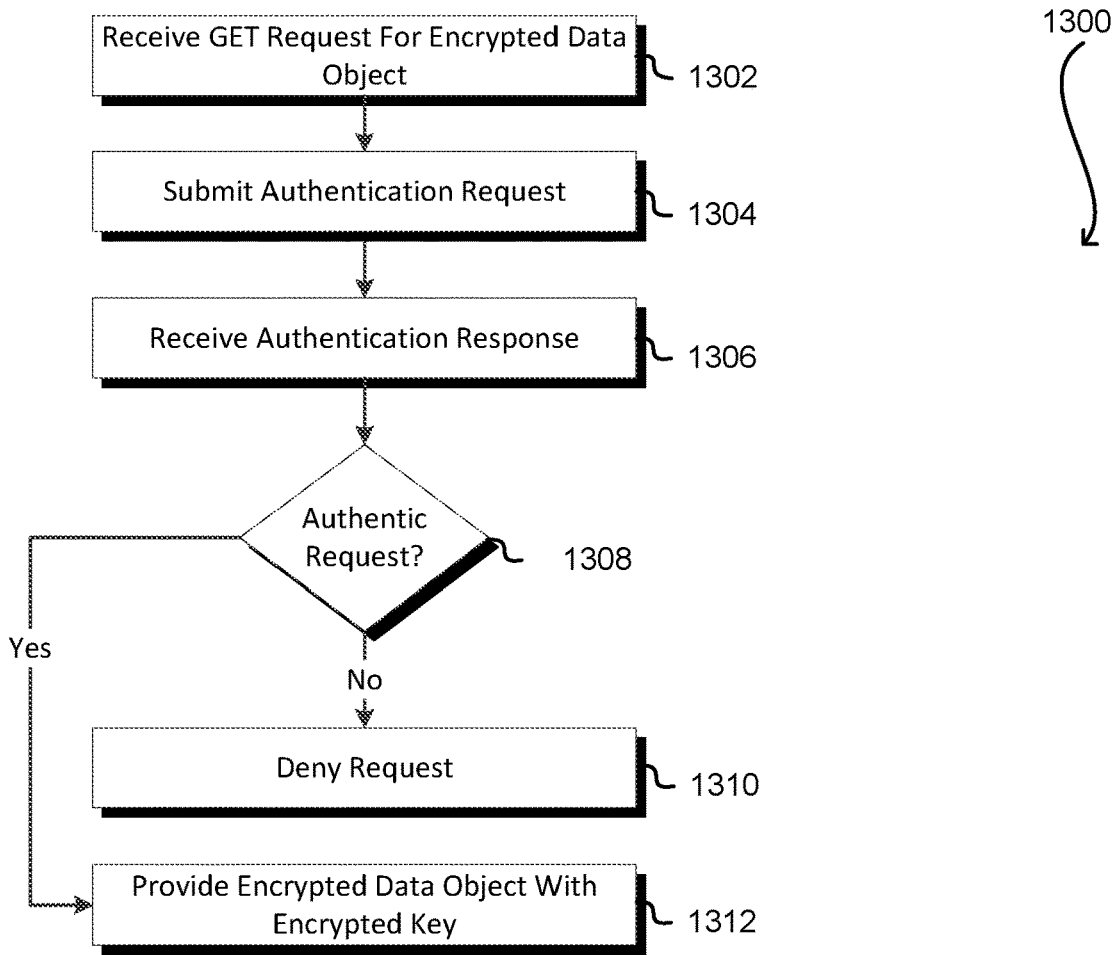 1300
Receive GET Request For Encrypted Data
Object
1302
Submit Authentication Request
1304
Receive Authentication Response
1306
Authentic
Request?
1308
Yes
No
Deny Request
1310
Provide Encrypted Data Object With
Encrypted Key
1312